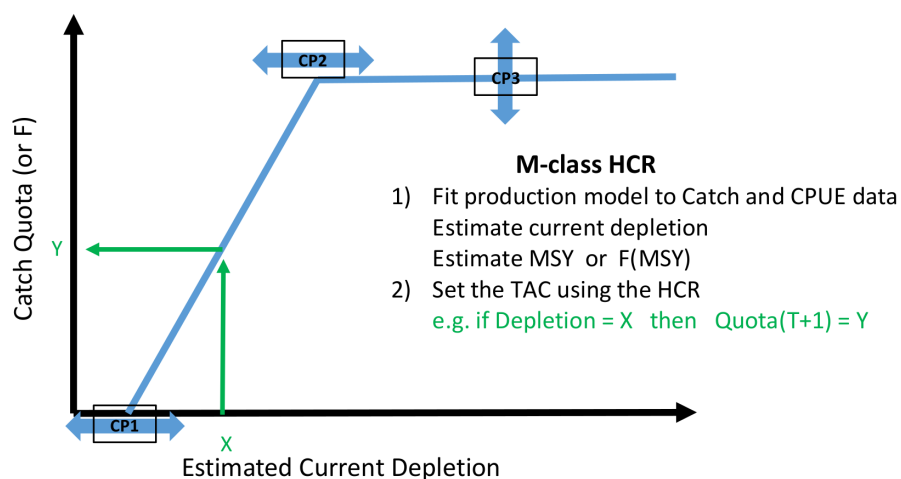 CP2
CP3
Catch Quota (or F)
M-class HCR
1) Fit production model to Catch and CPUE data
Estimate current depletion
Estimate MSY or F(MSY)
2) Set the TAC using the HCR
e.g. if Depletion = X then Quota(T+1) = Y
Y
CP1
X
Estimated Current Depletion